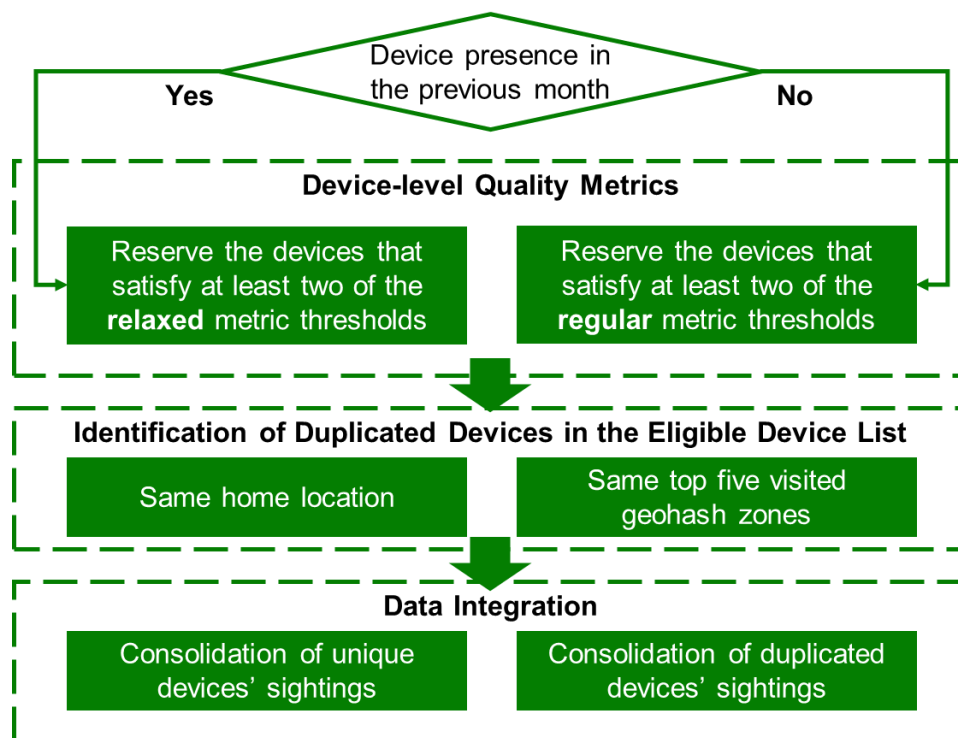 Device presence in
the previous month
Yes
No
Device-level Quality Metrics
Reserve the devices that
satisfy at least two of the
relaxed metric thresholds
Reserve the devices that
satisfy at least two of the
regular metric thresholds
Identification of Duplicated Devices in the Eligible Device List
Same home location
Same top five visited
geohash zones
Data Integration
Consolidation of unique
devices’ sightings
Consolidation of duplicated
devices’ sightings